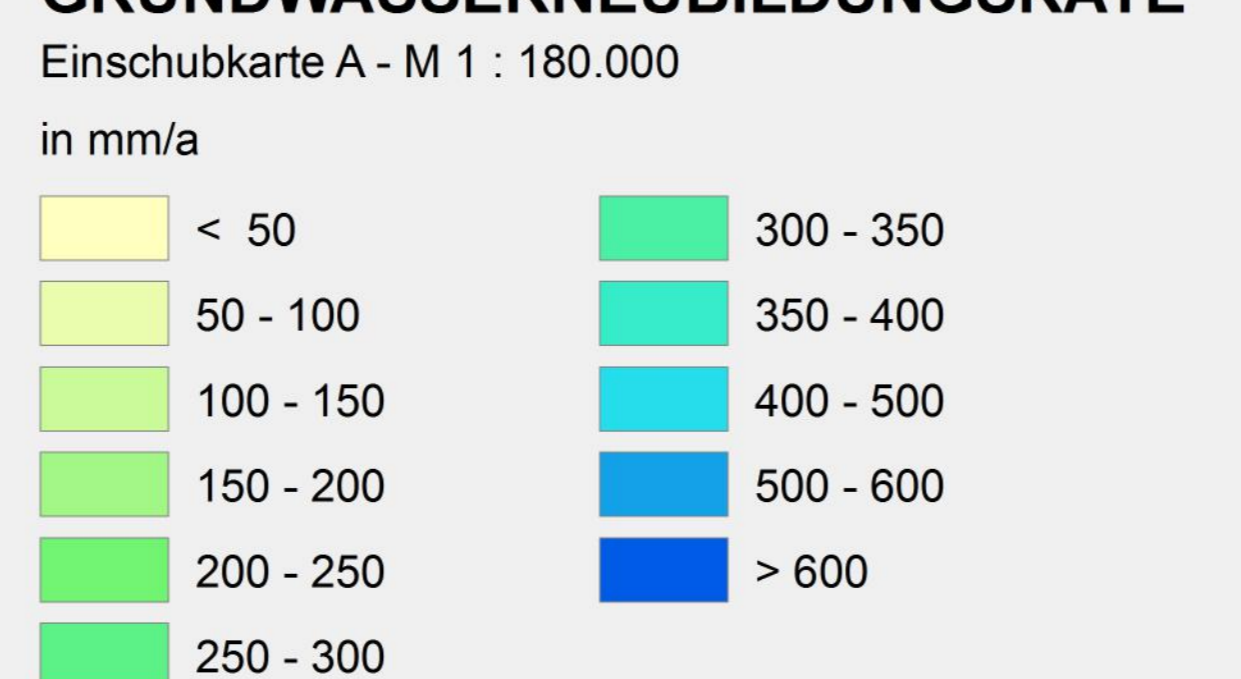 GRUNDWASSERNEUBILDUNGSRATE
Einschubkarte A - M 1 : 180.000
in mm/a
< 50
50 - 100
100 - 150
150 - 200
200 - 250
250 - 300
300 - 350
350 - 400
400 - 500
500 - 600
> 600